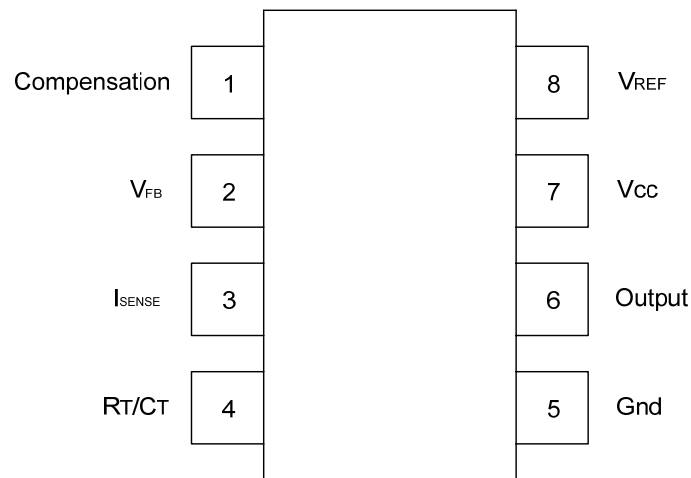 Compensation 1 8 VREF
VFB 2 7 Vcc
ISENSE 3 6 Output
RT/CT 4 5 Gnd